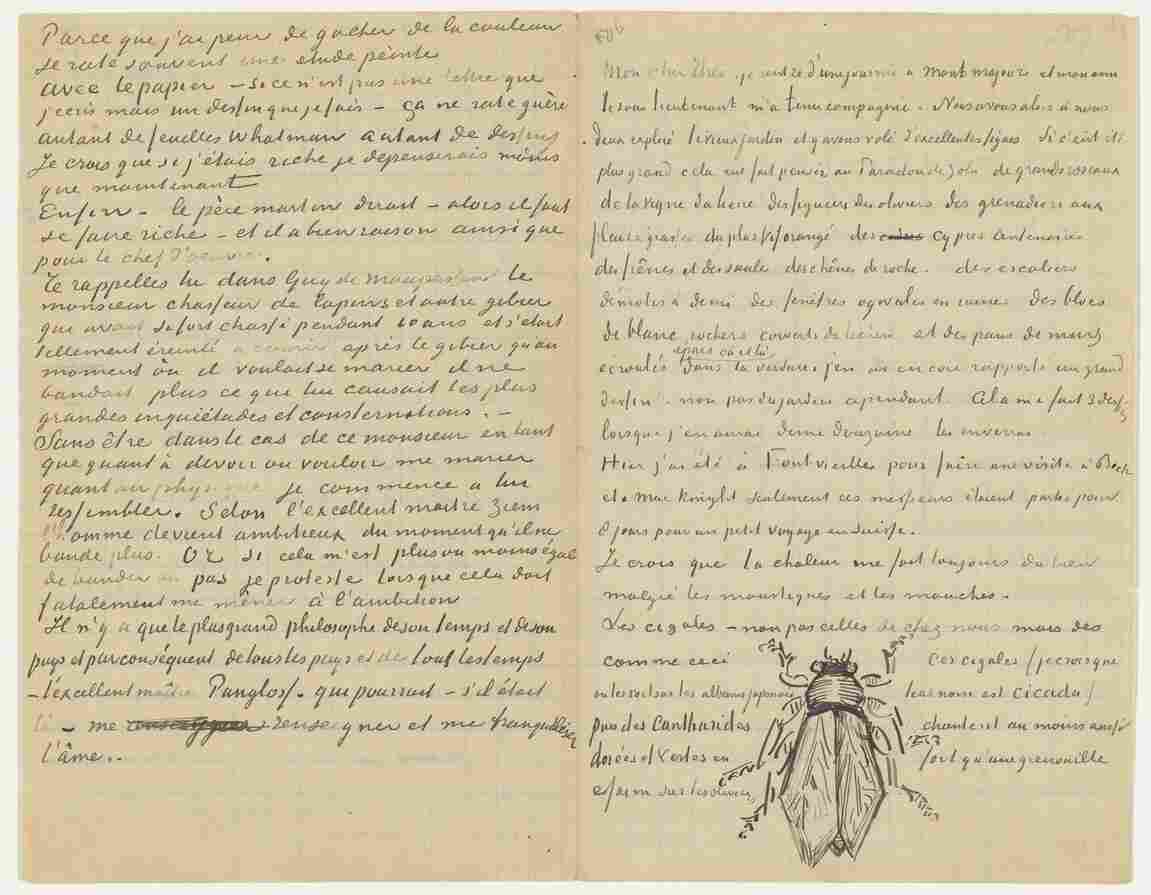 Parce que j'ai peur de gacher de la couleur
je rate souvent une etude peinte
avec le papier – si ce n'est pas une lettre que
j'ecris mais un dessin que je fais – ça ne rate guère
autant de feuilles Whatman autant de dessins
Je crois que si j'étais riche je depenserais moins
que maintenant
Enfin – le père martin dirait – alors il faut
se faire riche – et il a bien raison ainsi que
pour le chef d'oeuvre.
Te rappelles tu dans Guy de Maupassant le
monsieur chasseur de lapins et autre gibier
qui avait si fort chassé pendant 10 ans et s'était
tellement éreinté à courir après le gibier qu'au
moment où il voulait se marier il ne
bandait plus ce qui lui causait les plus
grandes inquiétudes et consternations. –
Sans être dans le cas de ce monsieur en tant
que quant à devoir ou vouloir me marier
quant au physique je commence à lui
ressembler. Selon l'excellent maitre Ziem
l'homme devient ambitieux du moment qu'il ne
bande plus. Or si cela m'est plus ou moins égal
de bander ou pas je proteste lorsque cela doit
fatalement me mener à l'ambition
Il n'y a que le plus grand philosophe de son temps et de son
pays et par conséquent de tous les pays et de tout les temps
– l'excellent maître Pangloss – qui pourrait – s'il était
là – me renseigner et me tranquilliser
l'âme..
506
Mon cher Theo, je rentre d'une journée à Mont majour et mon ami
le sous lieutenant m'a tenu compagnie. Nous avons alors à nous
deux exploré le vieux jardin et y avons volé d'excellentes figues. Si c'eut été
plus grand cela eut fait penser au Paradou de Zola. de grands roseaux
de la vigne du lierre des figuiers des oliviers des grenadiers aux
fleurs grasses du plus vif orangé des cypres centenaires
des frênes et des saules des chênes de roche. des escaliers
démolis à demi des fenêtres ogivales en ruines des blocs
de blanc rochers couverts de lichen et des pans de murs
écroulés épars çà et là dans la verdure. j'en ai encore rapporté un grand
dessin. non pas du jardin cependant. Cela me fait 3 dessins
lorsque j'en aurai demi douzaine les enverrai.
Hier j'ai été à Fontvieilles pour faire une visite à Bock
et à Mac Knight seulement ces messieurs étaient partis pour
8 jours pour un petit voyage en suisse.
Je crois que la chaleur me fait toujours du bien
malgré les moustiques et les mouches.
Les cigales – non pas celles de chez nous mais des
comme ceci
on les voit sur les albums japonais
puis des Cantharides
dorées et vertes en
essaim sur les oliviers
Ces cigales (je crois que
leur nom est cicada)
chantent au moins aussi
fort qu'une grenouille